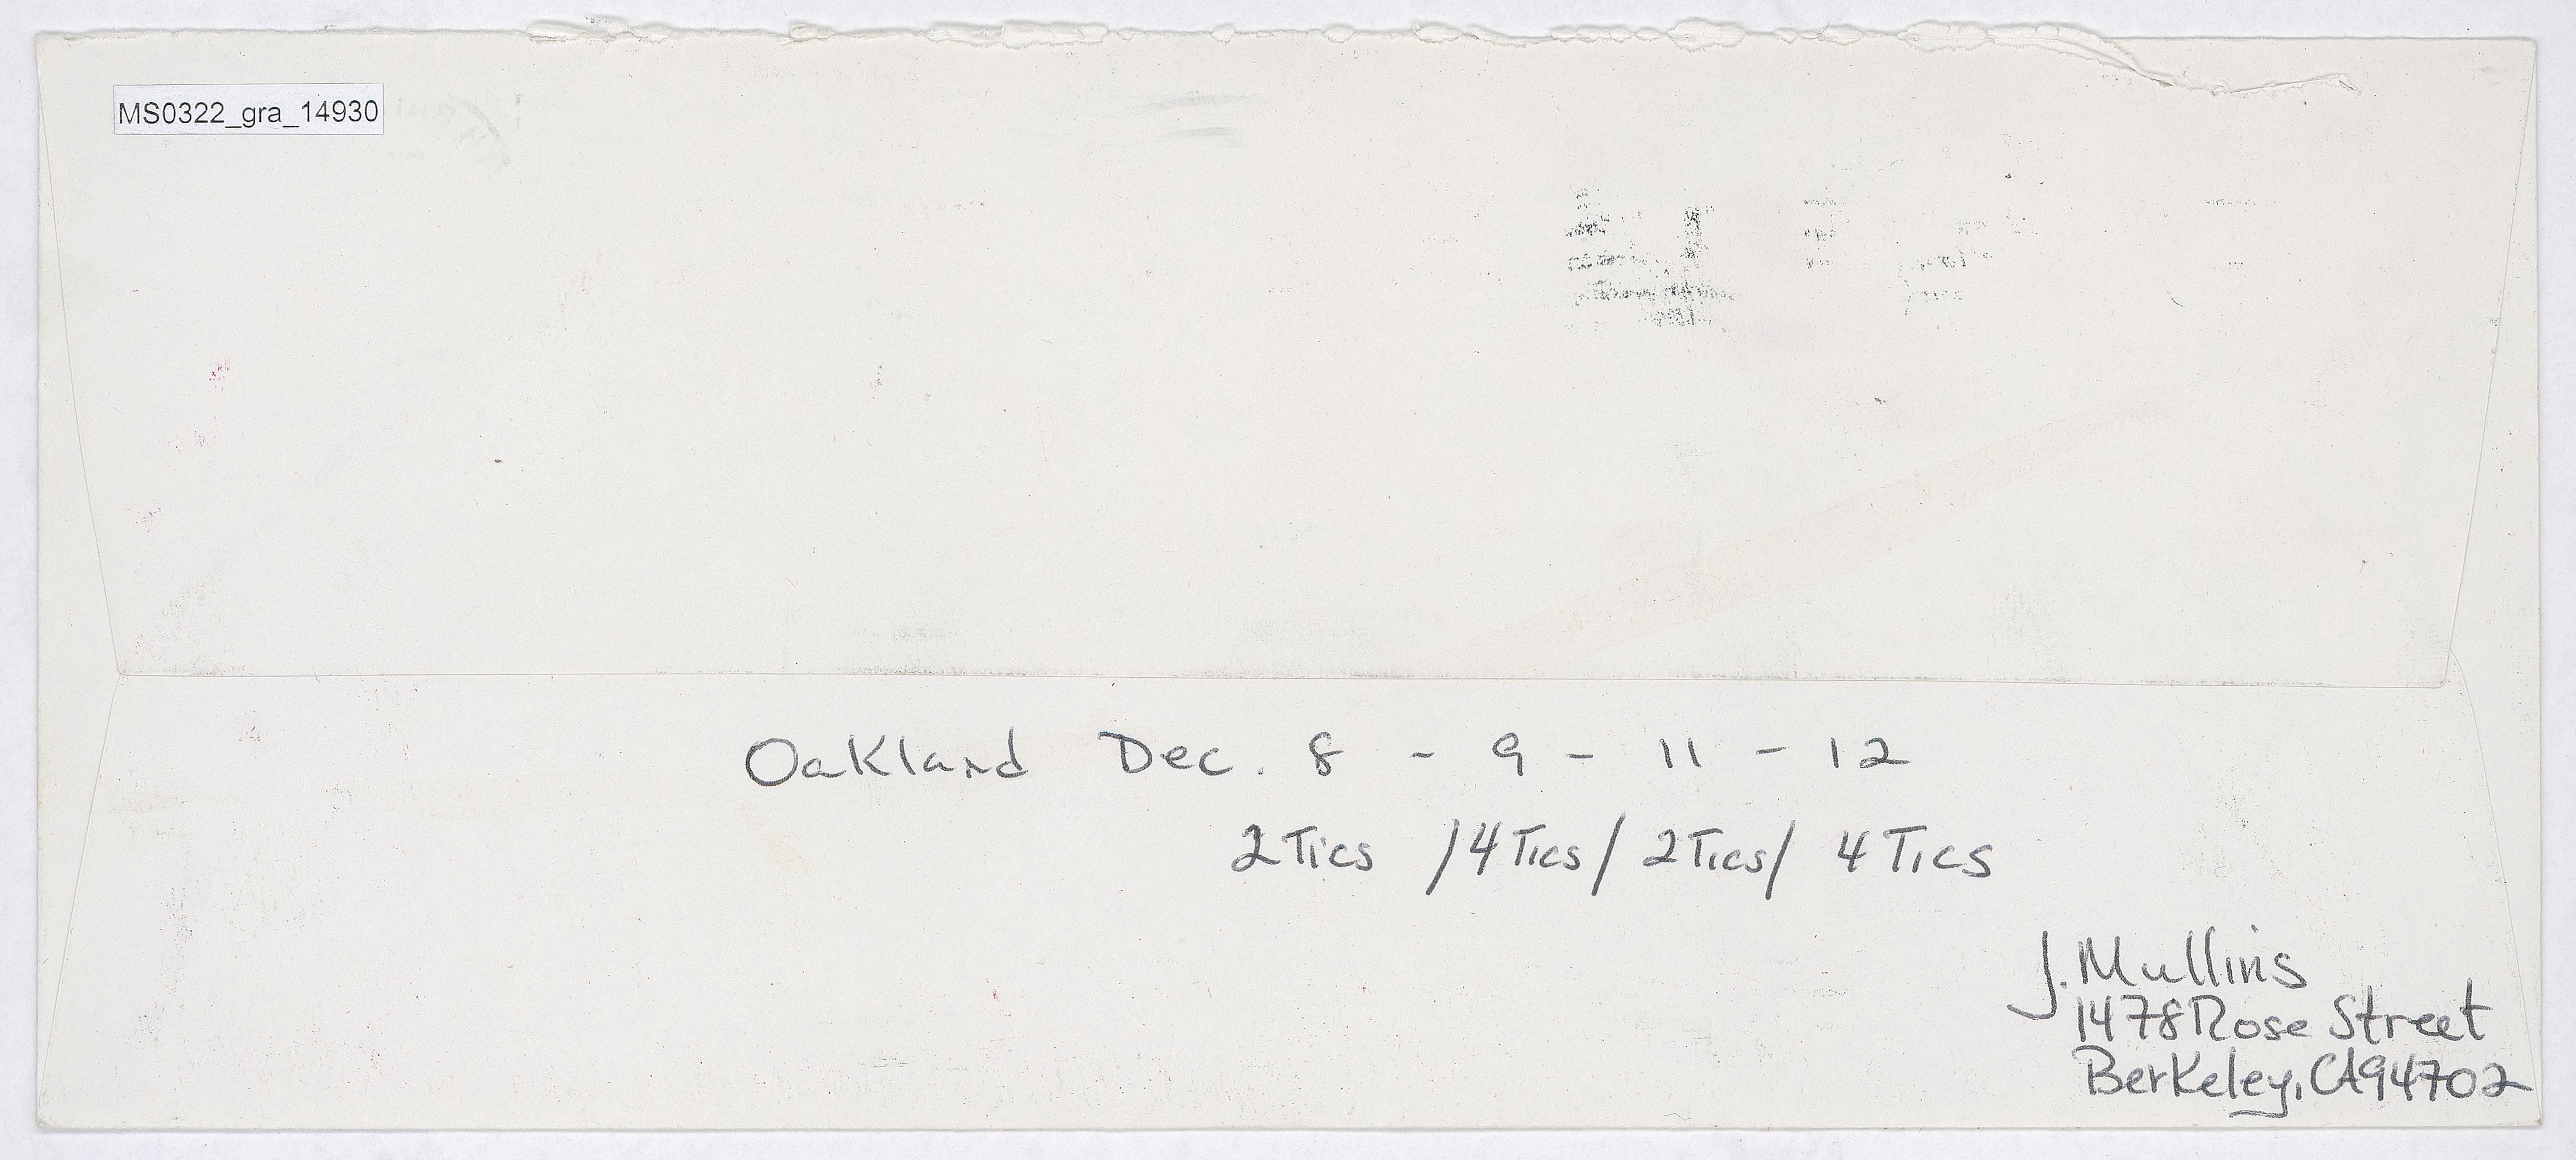 MS0322_gra_14930
Oakland Dec. 8 - 9 - 11 - 12
2 Tics / 4 Tics / 2 Tics / 4 Tics
J. Mullins
1478 Rose Street
Berkeley, CA 94702